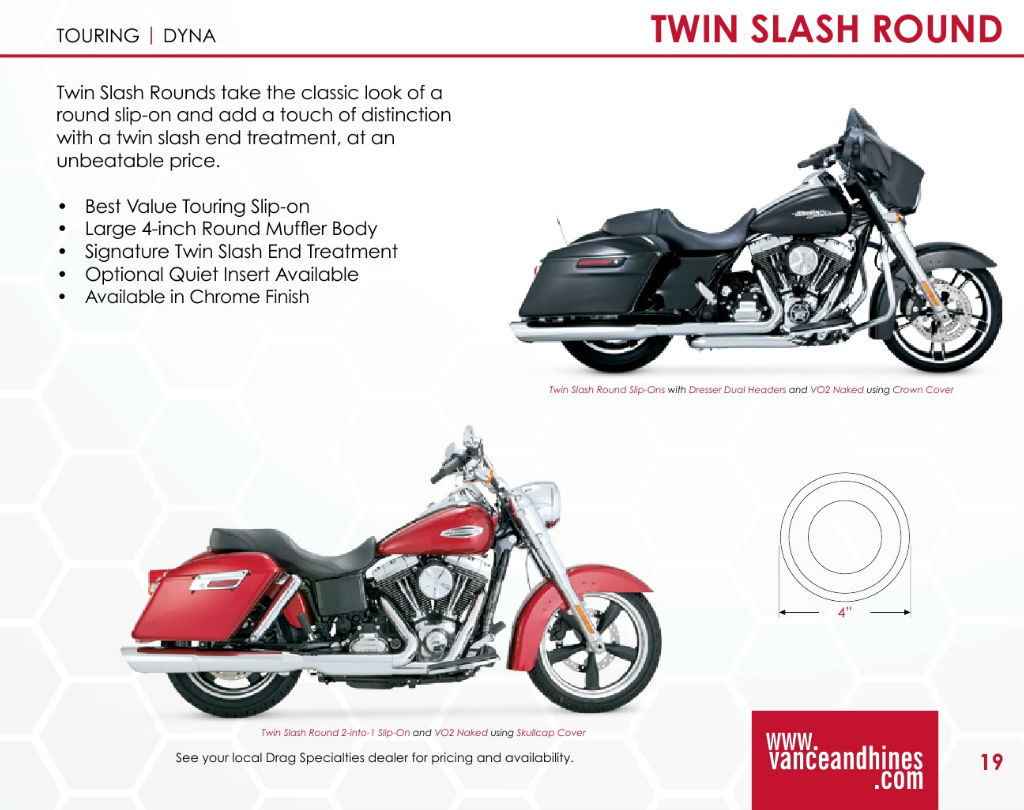 TOURING | DYNA
TWIN SLASH ROUND
Twin Slash Rounds take the classic look of a
round slip-on and add a touch of distinction
with a twin slash end treatment, at an
unbeatable price.
• Best Value Touring Slip-on
• Large 4-inch Round Muffler Body
• Signature Twin Slash End Treatment
• Optional Quiet Insert Available
• Available in Chrome Finish
Twin Slash Round Slip-Ons with Dresser Dual Headers and VO2 Naked using Crown Cover
4"
Twin Slash Round 2-into-1 Slip-On and VO2 Naked using Skullcap Cover
See your local Drag Specialties dealer for pricing and availability.
www.
vanceandhines
.com
19